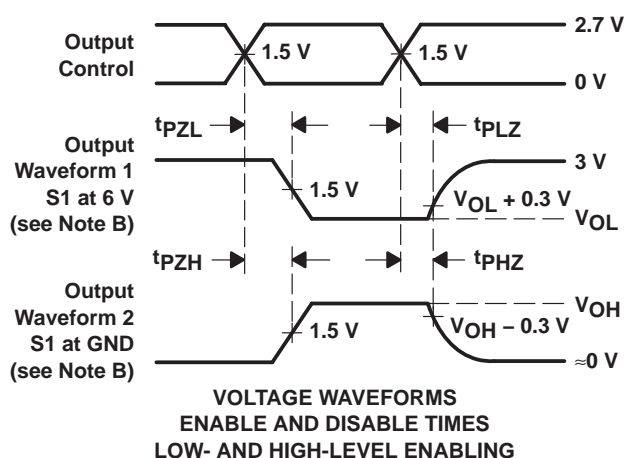 Output
Control
1.5 V
1.5 V
2.7 V
0 V
tPZL
tPLZ
Output
Waveform 1
S1 at 6 V
(see Note B)
1.5 V
3 V
VOL + 0.3 V
VOL
tPZH
tPHZ
Output
Waveform 2
S1 at GND
(see Note B)
1.5 V
VOH
VOH − 0.3 V
≈0 V
VOLTAGE WAVEFORMS
ENABLE AND DISABLE TIMES
LOW- AND HIGH-LEVEL ENABLING